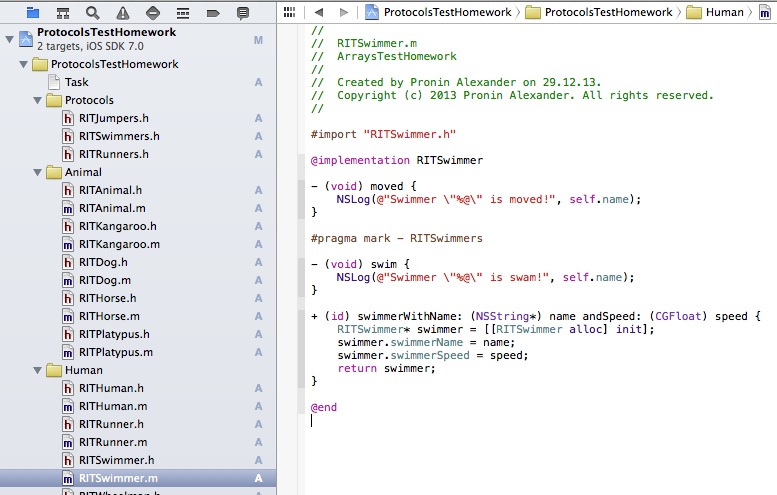 ProtocolsTestHomework
2 targets, iOS SDK 7.0
M
ProtocolsTestHomework
Task
A
Protocols
RITJumpers.h
A
RITSwimmers.h
A
RITRunners.h
A
Animal
RITAnimal.h
A
RITAnimal.m
A
RITKangaroo.h
A
RITKangaroo.m
A
RITDog.h
A
RITDog.m
A
RITHorse.h
A
RITHorse.m
A
RITPlatypus.h
A
RITPlatypus.m
A
Human
RITHuman.h
A
RITHuman.m
A
RITRunner.h
A
RITRunner.m
A
RITSwimmer.h
A
RITSwimmer.m
A
RITWheelman.h
ProtocolsTestHomework
ProtocolsTestHomework
Human
//
//  RITSwimmer.m
//  ArraysTestHomework
//
//  Created by Pronin Alexander on 29.12.13.
//  Copyright (c) 2013 Pronin Alexander. All rights reserved.
//
#import "RITSwimmer.h"
@implementation RITSwimmer
- (void) moved {
    NSLog(@"Swimmer \"%@\" is moved!", self.name);
}
#pragma mark - RITSwimmers
- (void) swim {
    NSLog(@"Swimmer \"%@\" is swam!", self.name);
}
+ (id) swimmerWithName: (NSString*) name andSpeed: (CGFloat) speed {
    RITSwimmer* swimmer = [[RITSwimmer alloc] init];
    swimmer.swimmerName = name;
    swimmer.swimmerSpeed = speed;
    return swimmer;
}
@end